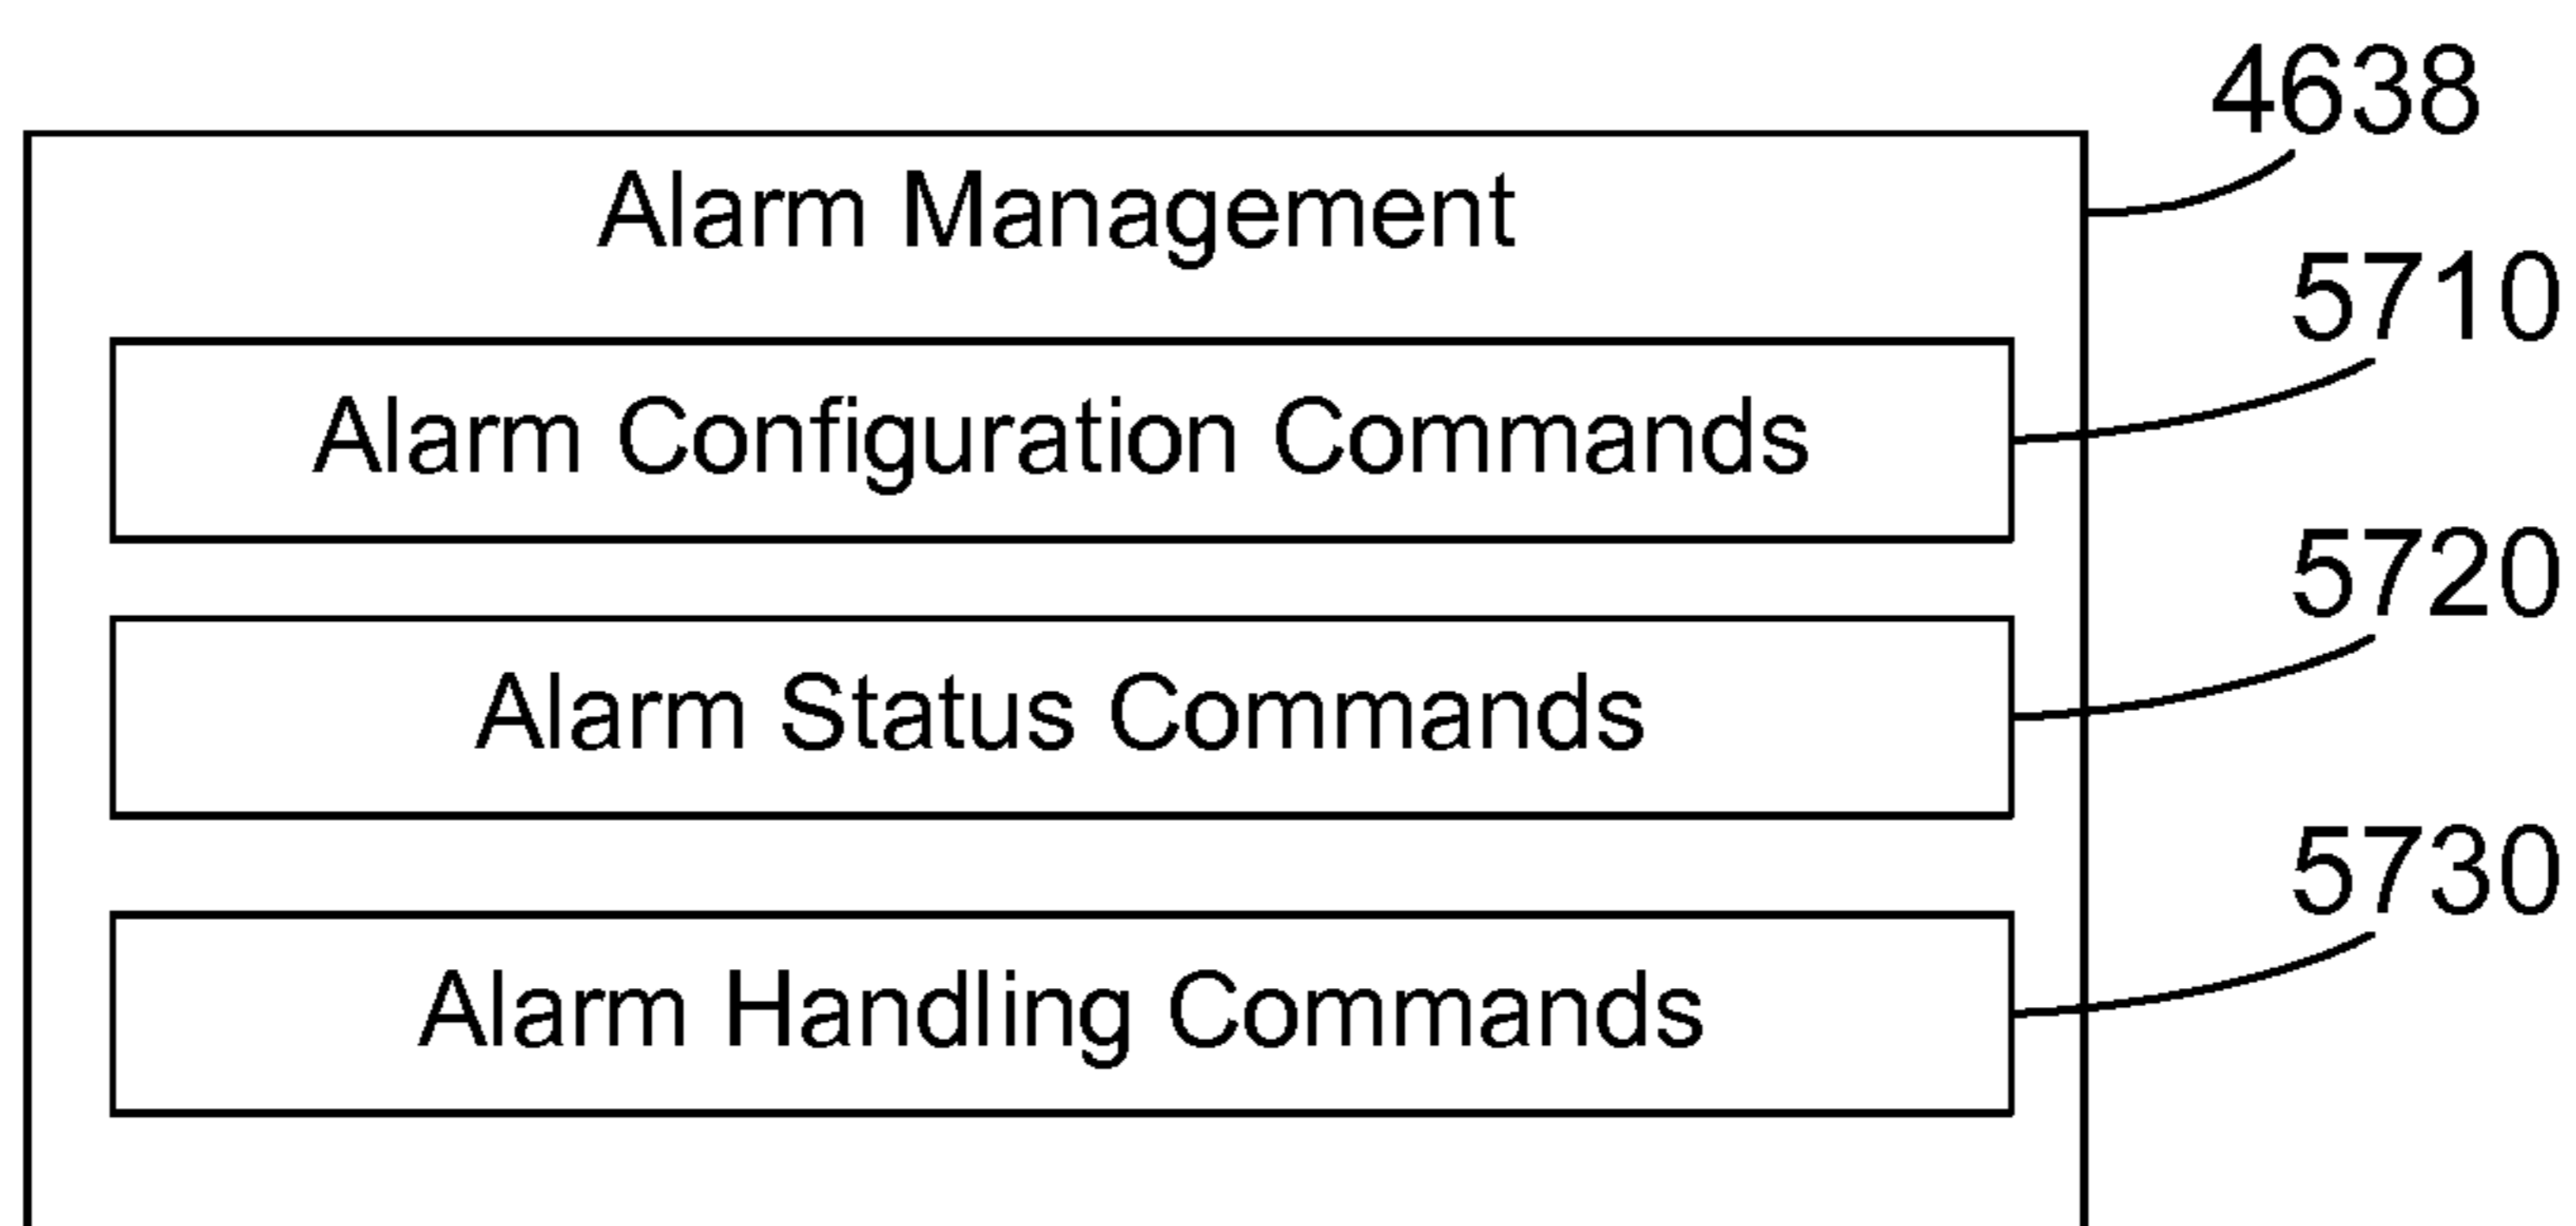 4638
Alarm Management
5710
Alarm Configuration Commands
5720
Alarm Status Commands
5730
Alarm Handling Commands